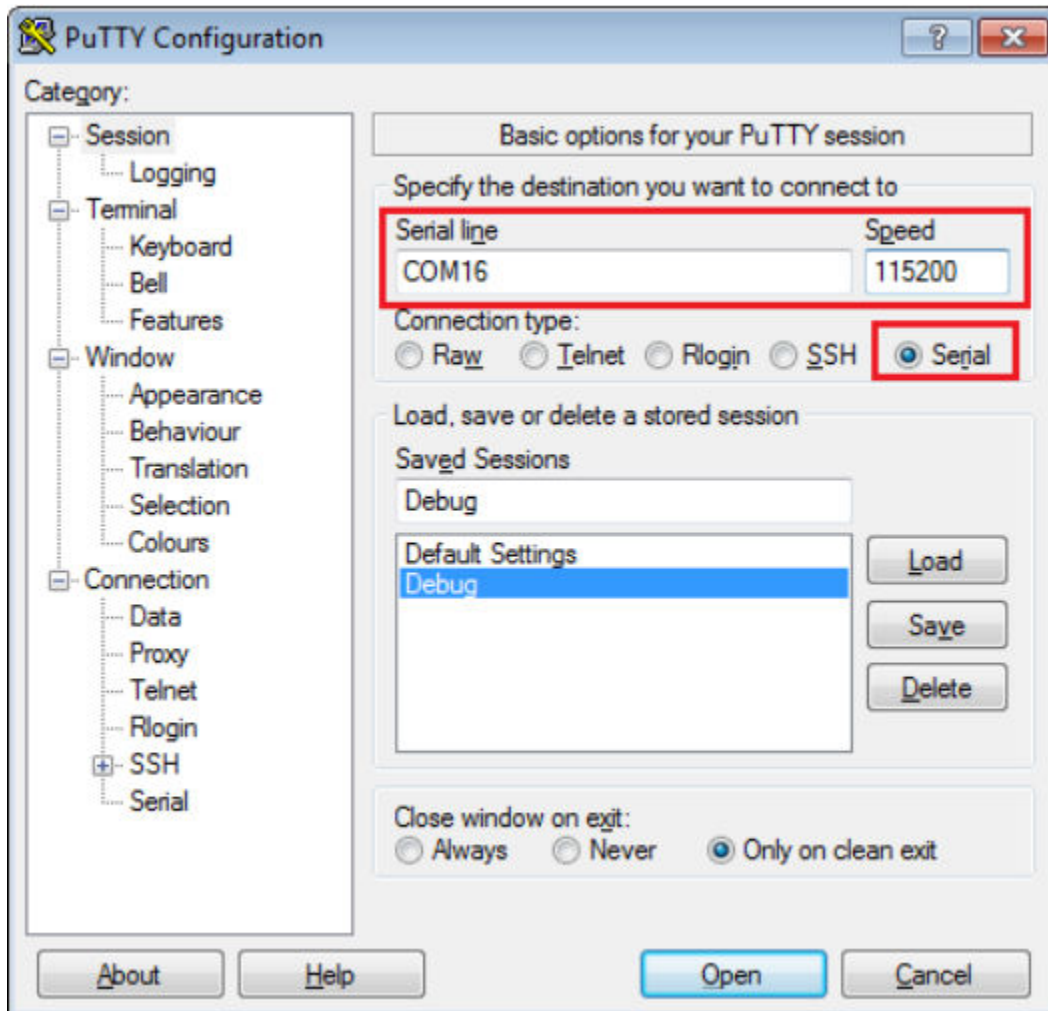 PuTTY Configuration
Category:
Session
Logging
Terminal
Keyboard
Bell
Features
Window
Appearance
Behaviour
Translation
Selection
Colours
Connection
Data
Proxy
Telnet
Rlogin
SSH
Serial
Basic options for your PuTTY session
Specify the destination you want to connect to
Serial line Speed
COM16 115200
Connection type:
Raw Telnet Rlogin SSH Serial
Load, save or delete a stored session
Saved Sessions
Debug
Default Settings
Debug
Load
Save
Delete
Close window on exit:
Always Never Only on clean exit
About Help Open Cancel